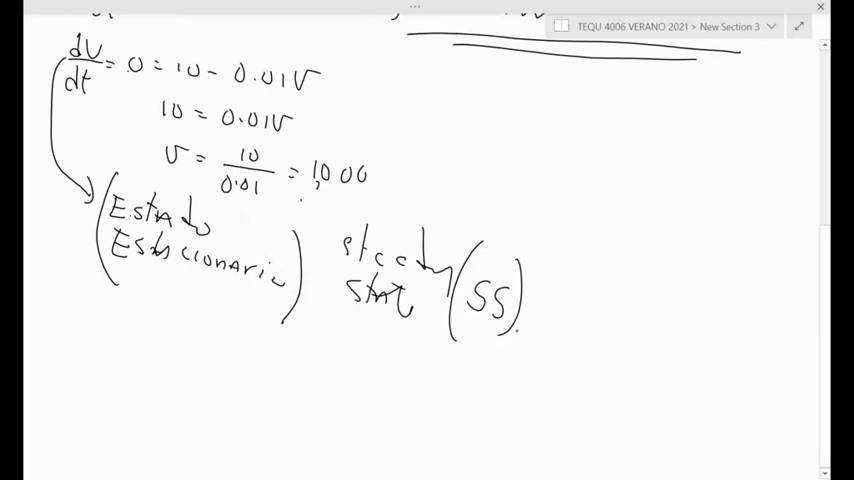 TEQU 4006 VERANO 2021 > New Section 3
dV/dt = 0 = 10 - 0.01V
10 = 0.01V
V = 10/0.01 = 1,000
(Estado
Estacionario)
steady
state (SS)